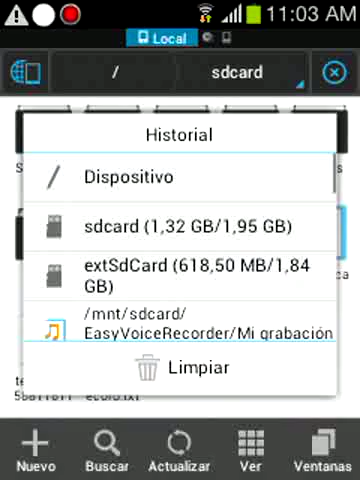 11:03 AM
Local
/
sdcard
Historial
Dispositivo
sdcard (1,32 GB/1,95 GB)
extSdCard (618,50 MB/1,84
GB)
/mnt/sdcard/
EasyVoiceRecorder/Mi grabación
Limpiar
Nuevo
Buscar
Actualizar
Ver
Ventanas